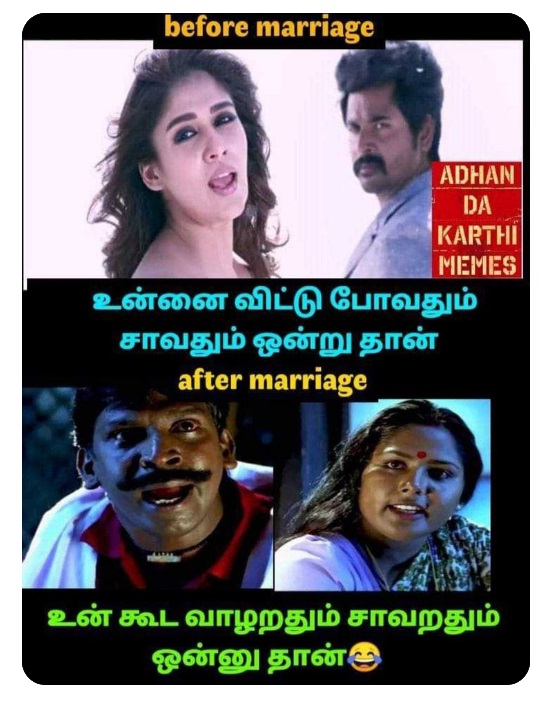 before marriage
ADHAN
DA
KARTHI
MEMES
உன்னை விட்டு போவதும்
சாவதும் ஒன்று தான்
after marriage
உன் கூட வாழறதும் சாவறதும்
ஒன்னு தான்😂